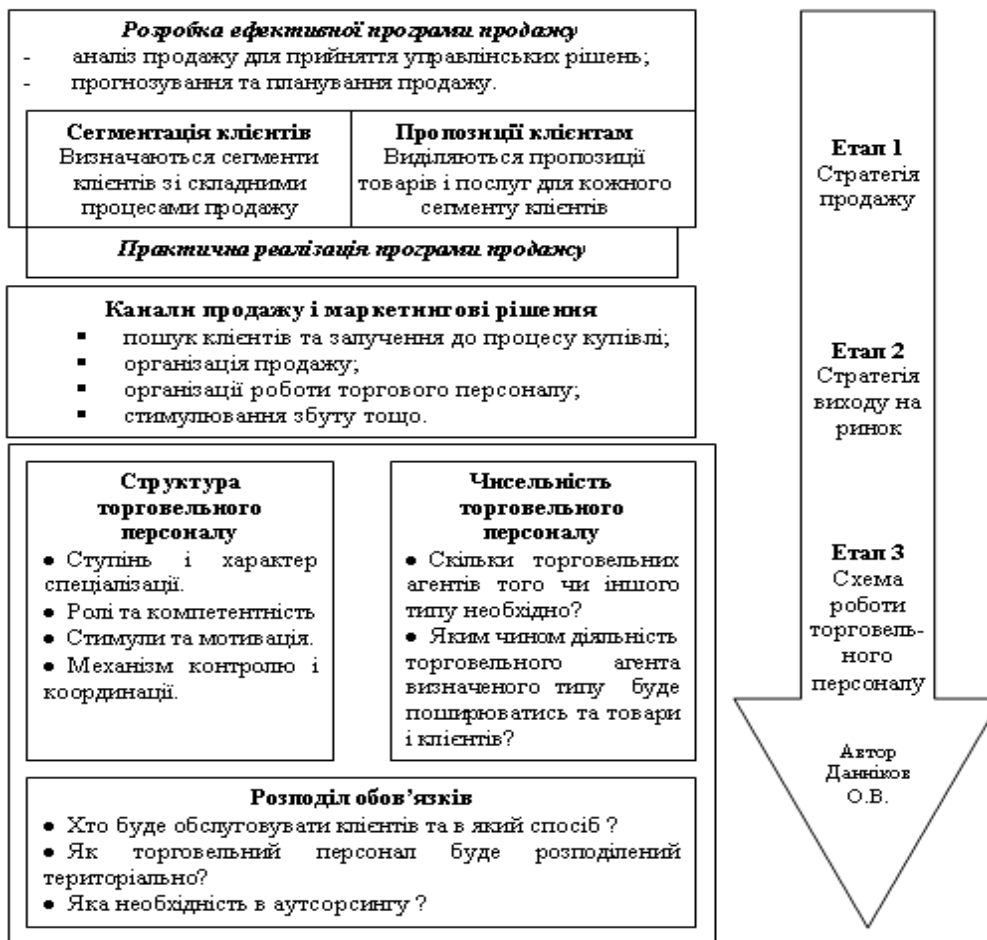 Розробка ефективної програми продажу
- аналіз продажу для прийняття управлінських рішень;
- прогнозування та планування продажу.
Сегментація клієнтів
Визначаються сегменти
клієнтів зі складними
процесами продажу
Пропозиції клієнтам
Виділяються пропозиції
товарів і послуг для кожного
сегменту клієнтів
Практична реалізація програми продажу
Етап 1
Стратегія
продажу
Канали продажу і маркетингові рішення
▪ пошук клієнтів та залучення до процесу купівлі;
▪ організація продажу;
▪ організації роботи торгового персоналу;
▪ стимулювання збуту тощо.
Етап 2
Стратегія
виходу на
ринок
Структура
торговельного
персоналу
● Ступінь і характер
спеціалізації.
● Ролі та компетентність
● Стимули та мотивація.
● Механізм контролю і
координації.
Чисельність
торговельного
персоналу
● Скільки торговельних
агентів того чи іншого
типу необхідно?
● Яким чином діяльність
торговельного агента
визначеного типу буде
поширюватись та товари
і клієнтів?
Етап 3
Схема
роботи
торговель-
ного
персоналу
Розподіл обов’язків
● Хто буде обслуговувати клієнтів та в який спосіб ?
● Як торговельний персонал буде розподілений
територіально?
● Яка необхідність в аутсорсингу ?
Автор
Данніков
О.В.